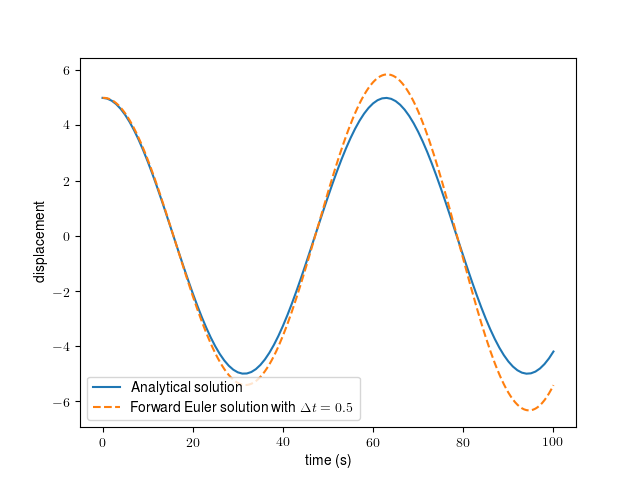 6
4
2
0
−2
−4
−6
displacement
Analytical solution
Forward Euler solution with Δt = 0.5
0 20 40 60 80 100
time (s)